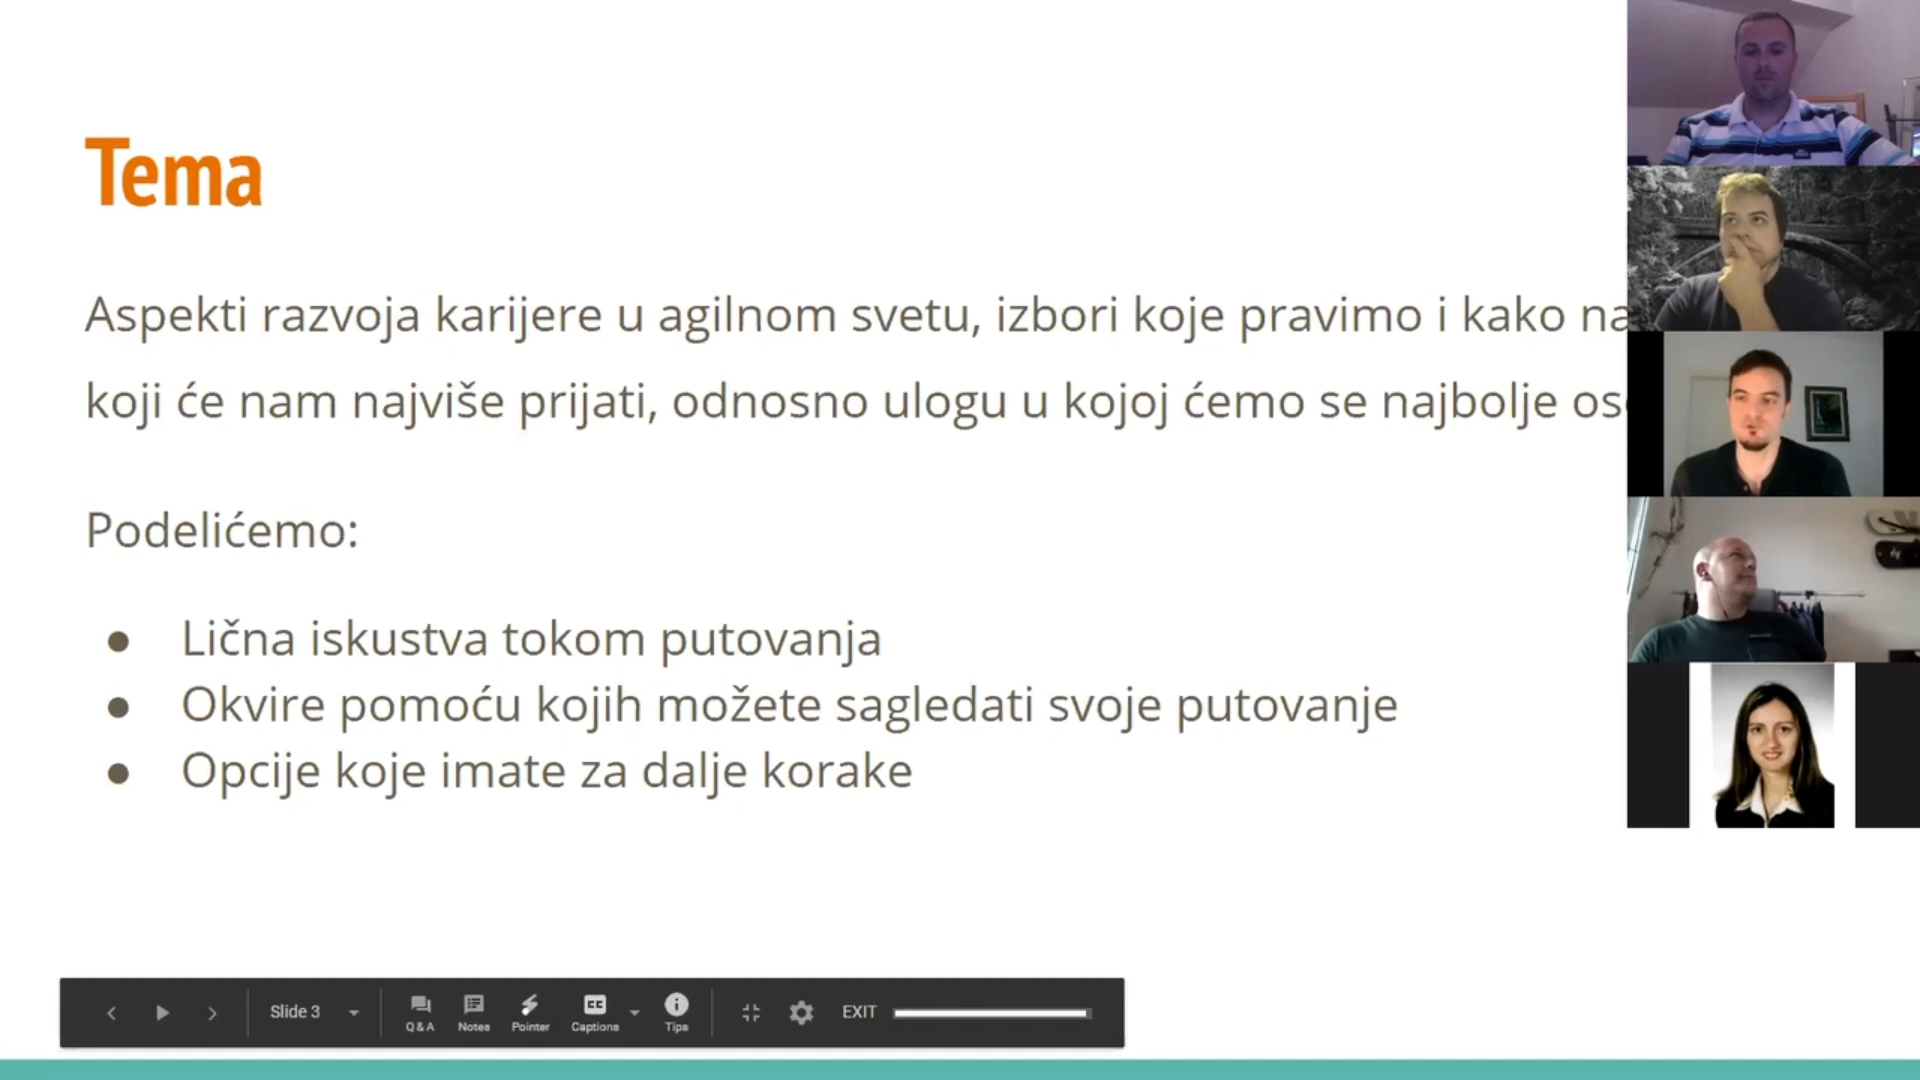 Tema
Aspekti razvoja karijere u agilnom svetu, izbori koje pravimo i kako
koji će nam najviše prijati, odnosno ulogu u kojoj ćemo se najbolje
Podelićemo:
● Lična iskustva tokom putovanja
● Okvire pomoću kojih možete sagledati svoje putovanje
● Opcije koje imate za dalje korake
Slide 3
Q & A
Notes
Pointer
Captions
Tips
EXIT